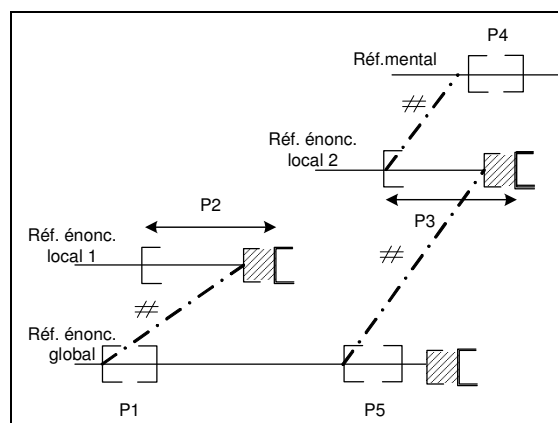 P4
Réf.mental
##
Réf. énonc.
local 2
P2
P3
Réf. énonc.
local 1
##
##
Réf. énonc.
global
P1
P5